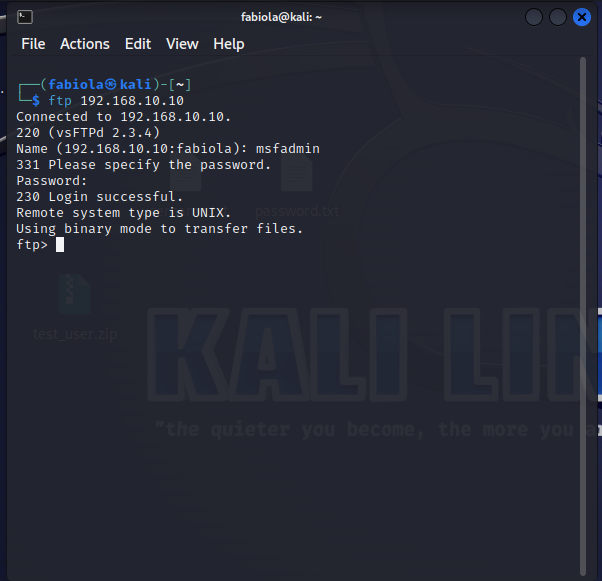 fabiola@kali: ~
File Actions Edit View Help
┌──(fabiola㉿kali)-[~]
└─$ ftp 192.168.10.10
Connected to 192.168.10.10.
220 (vsFTPd 2.3.4)
Name (192.168.10.10:fabiola): msfadmin
331 Please specify the password.
Password:
230 Login successful.
Remote system type is UNIX.
Using binary mode to transfer files.
ftp>
password.txt
test_user.zip
KALI LIN
"the quieter you become, the more you a